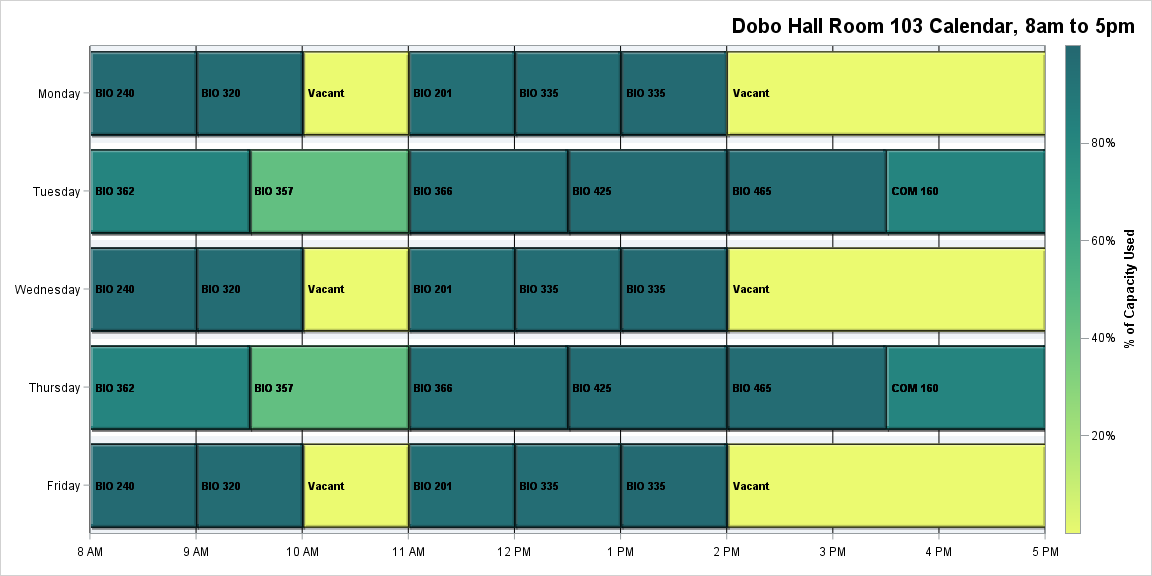 Dobo Hall Room 103 Calendar, 8am to 5pm
Monday BIO 240 BIO 320 Vacant BIO 201 BIO 335 BIO 335 Vacant
Tuesday BIO 362 BIO 357 BIO 366 BIO 425 BIO 465 COM 160
Wednesday BIO 240 BIO 320 Vacant BIO 201 BIO 335 BIO 335 Vacant
Thursday BIO 362 BIO 357 BIO 366 BIO 425 BIO 465 COM 160
Friday BIO 240 BIO 320 Vacant BIO 201 BIO 335 BIO 335 Vacant
8 AM 9 AM 10 AM 11 AM 12 PM 1 PM 2 PM 3 PM 4 PM 5 PM
80%
60%
40%
20%
% of Capacity Used